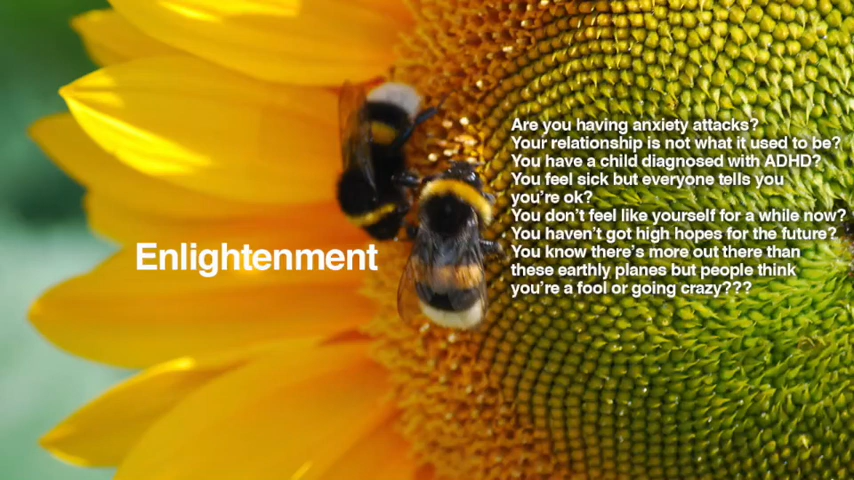 Enlightenment
Are you having anxiety attacks?
Your relationship is not what it used to be?
You have a child diagnosed with ADHD?
You feel sick but everyone tells you
you're ok?
You don't feel like yourself for a while now?
You haven't got high hopes for the future?
You know there's more out there than
these earthly planes but people think
you're a fool or going crazy???